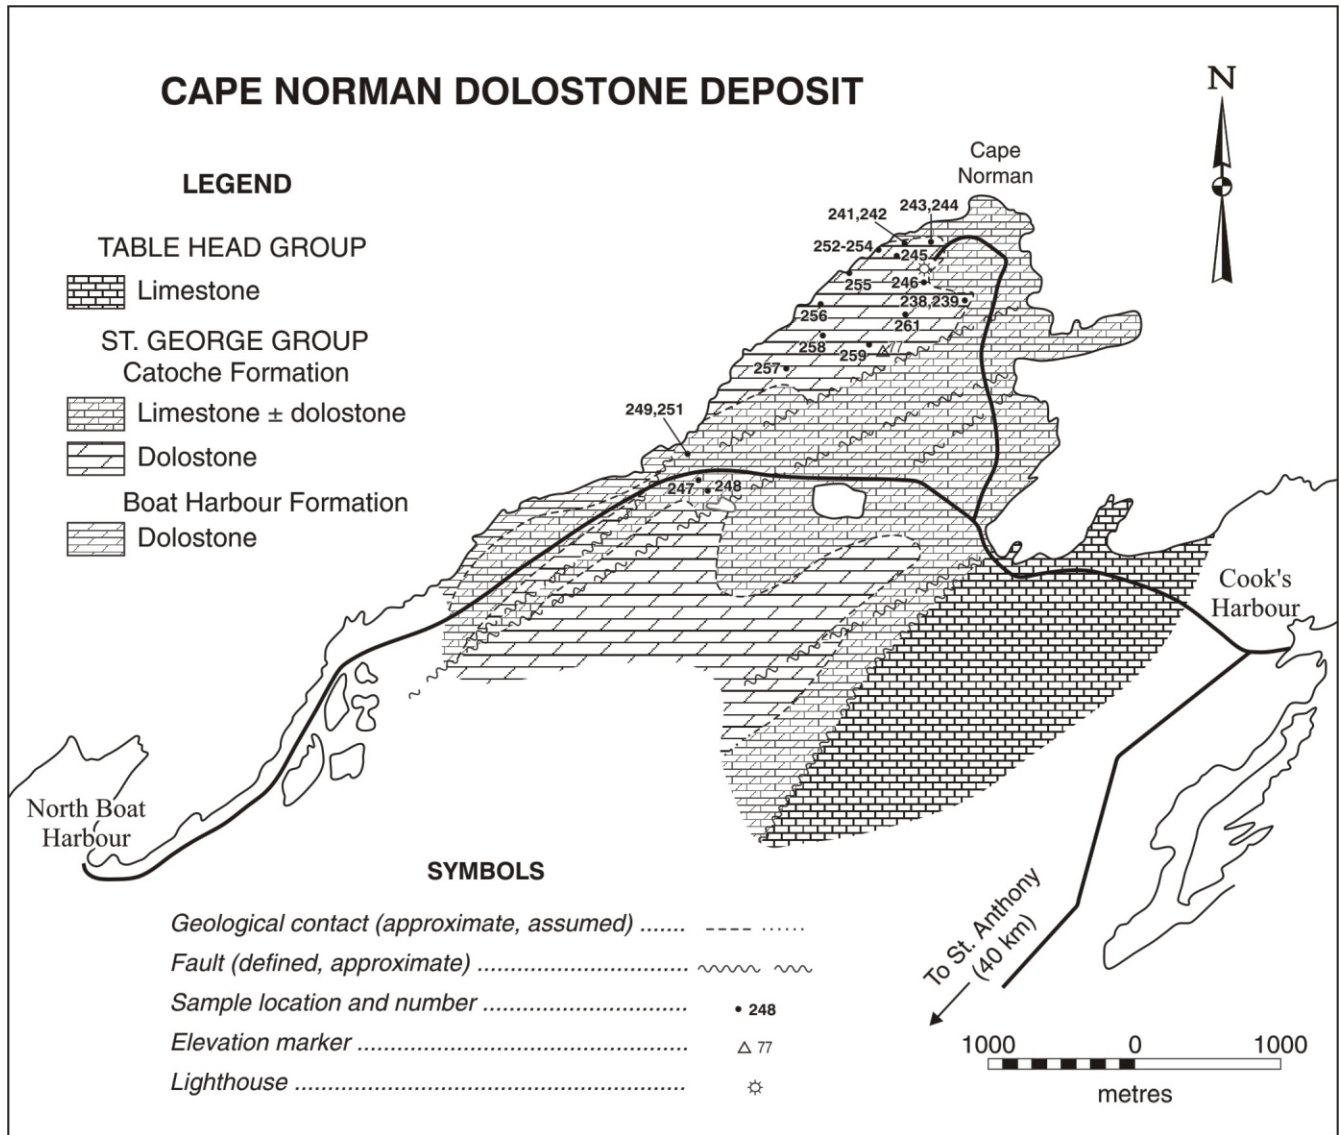 CAPE NORMAN DOLOSTONE DEPOSIT
N
LEGEND
TABLE HEAD GROUP
Limestone
ST. GEORGE GROUP
Catoche Formation
Limestone ± dolostone
Dolostone
Boat Harbour Formation
Dolostone
Cape
Norman
243,244
241,242
252-254
245
255
246
238,239
256
261
258
259
77
257
249,251
247
248
Cook's
Harbour
North Boat
Harbour
To St. Anthony
(40 km)
SYMBOLS
Geological contact (approximate, assumed) .......
Fault (defined, approximate) ................................
Sample location and number ...............................
248
Elevation marker ..................................................
77
Lighthouse ...........................................................
1000 0 1000
metres